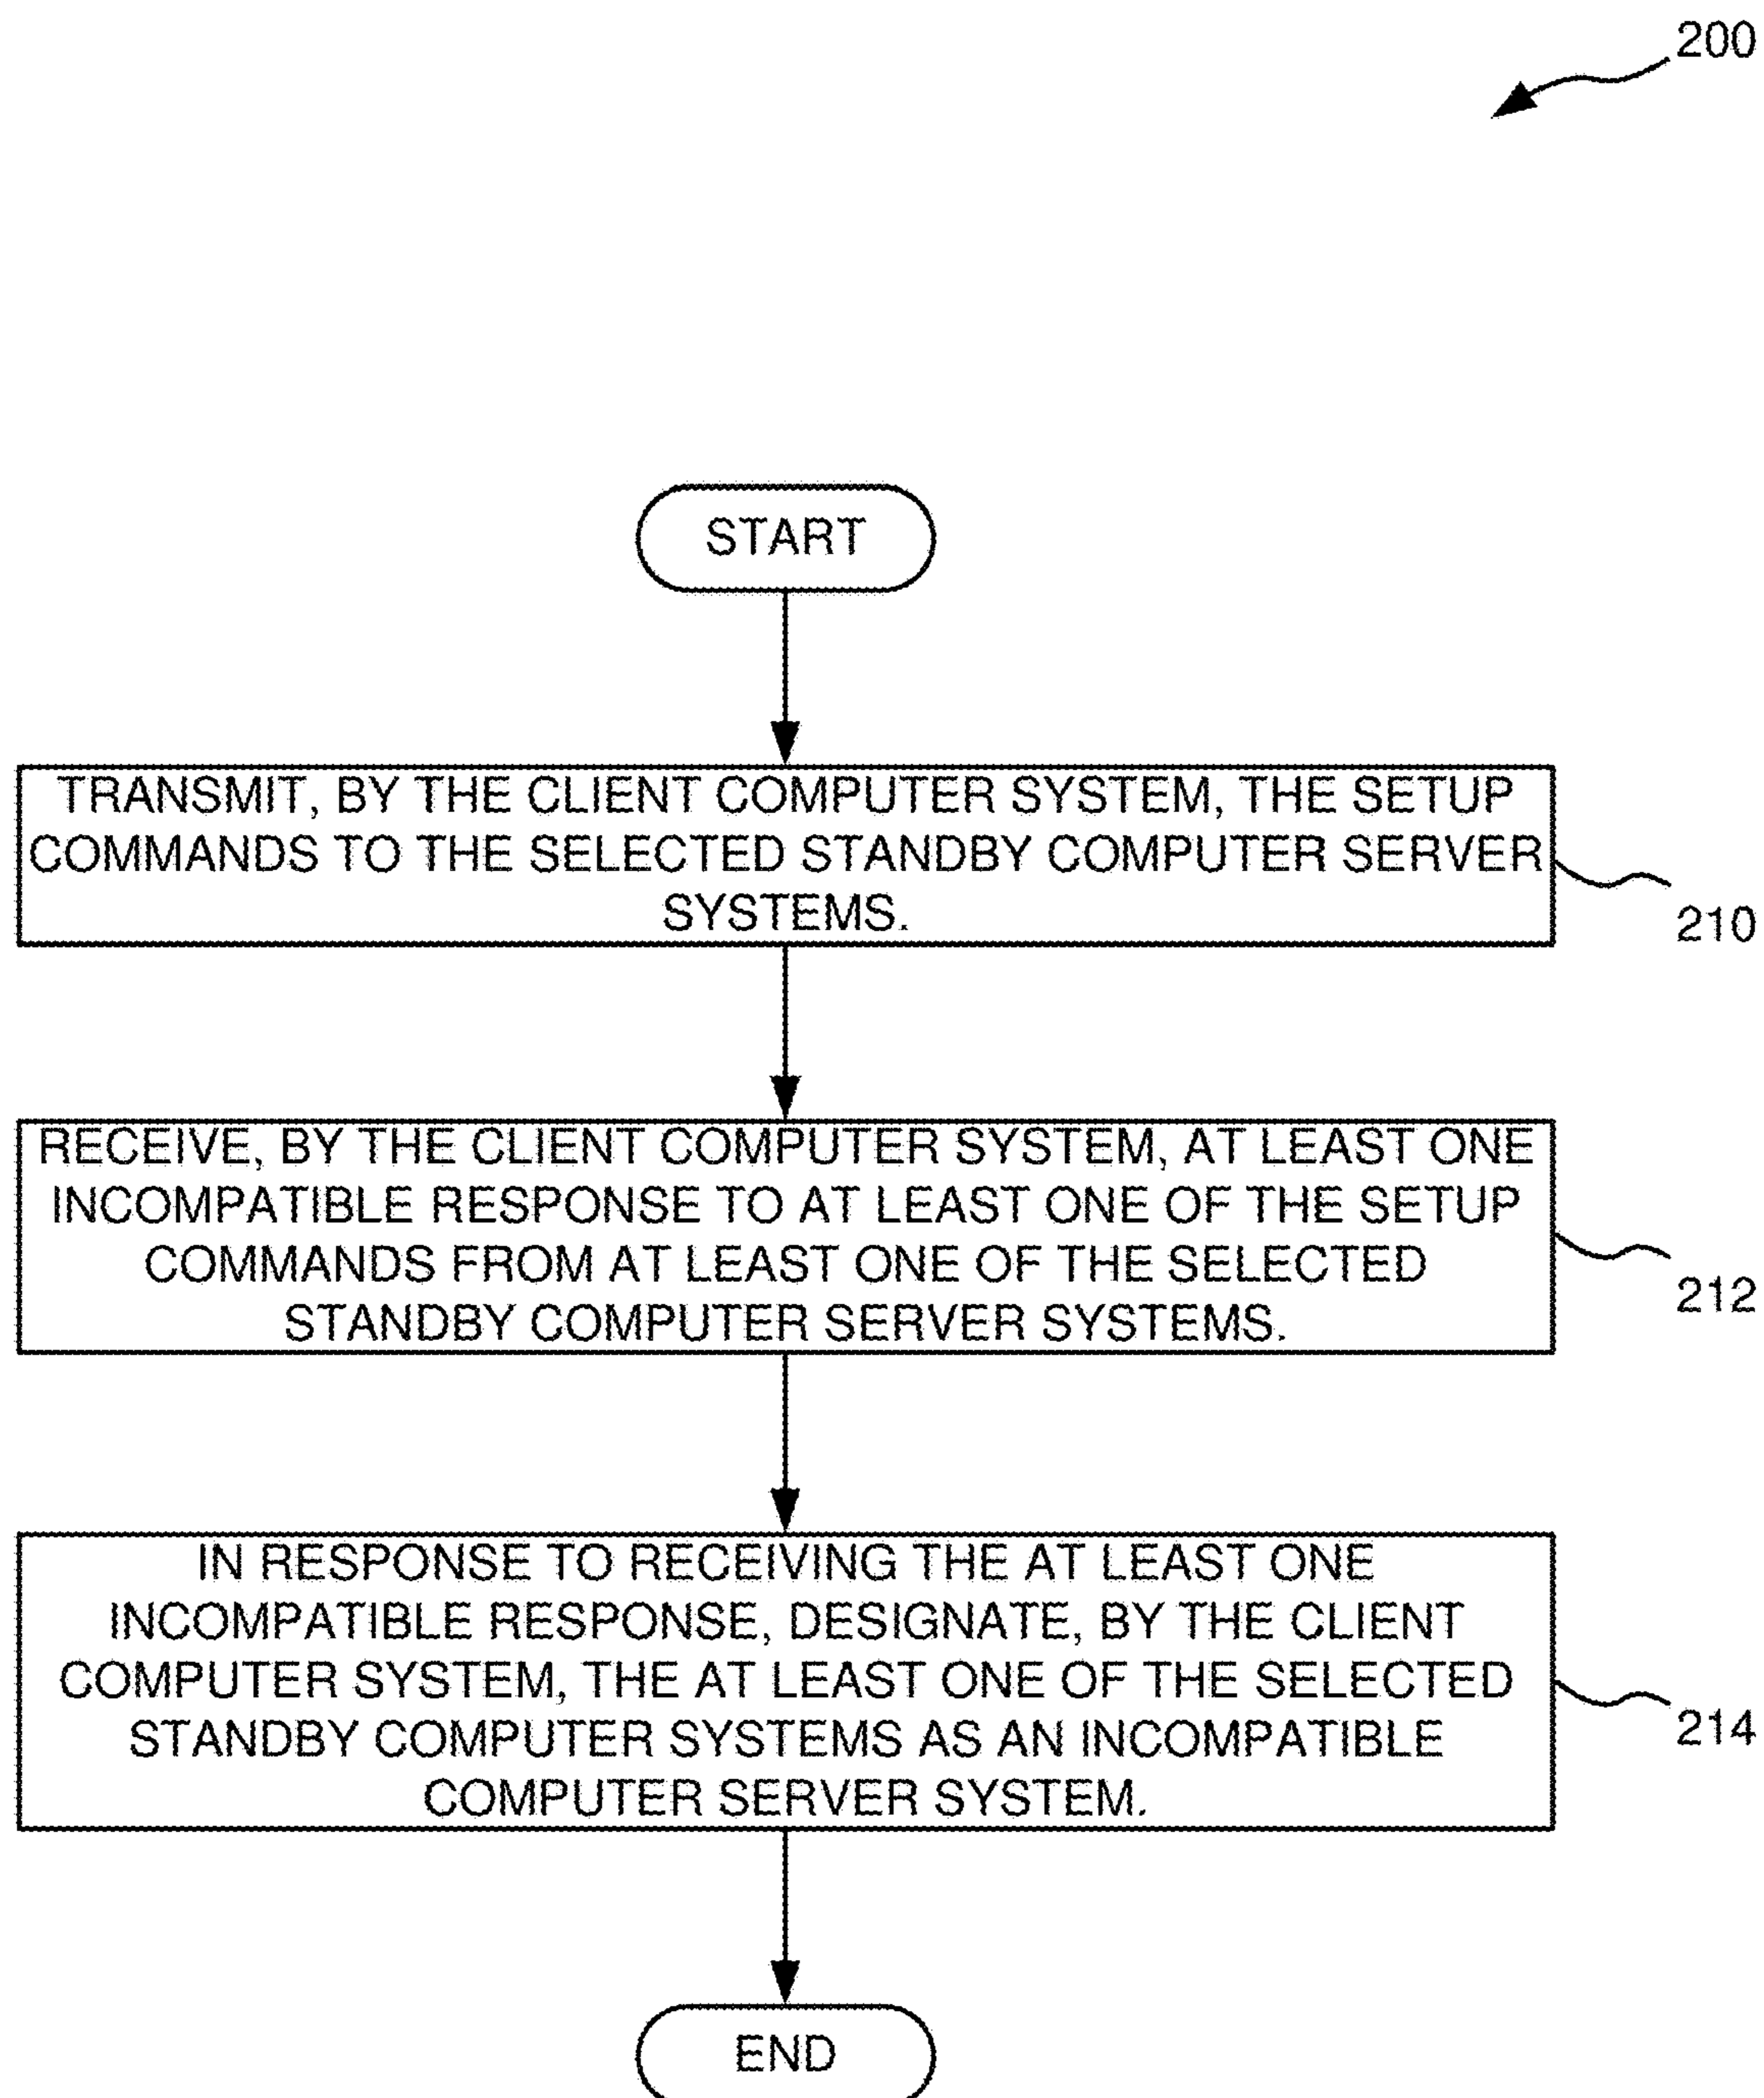 200
START
TRANSMIT, BY THE CLIENT COMPUTER SYSTEM, THE SETUP
COMMANDS TO THE SELECTED STANDBY COMPUTER SERVER
SYSTEMS.
210
RECEIVE, BY THE CLIENT COMPUTER SYSTEM, AT LEAST ONE
INCOMPATIBLE RESPONSE TO AT LEAST ONE OF THE SETUP
COMMANDS FROM AT LEAST ONE OF THE SELECTED
STANDBY COMPUTER SERVER SYSTEMS.
212
IN RESPONSE TO RECEIVING THE AT LEAST ONE
INCOMPATIBLE RESPONSE, DESIGNATE, BY THE CLIENT
COMPUTER SYSTEM, THE AT LEAST ONE OF THE SELECTED
STANDBY COMPUTER SYSTEMS AS AN INCOMPATIBLE
COMPUTER SERVER SYSTEM.
214
END